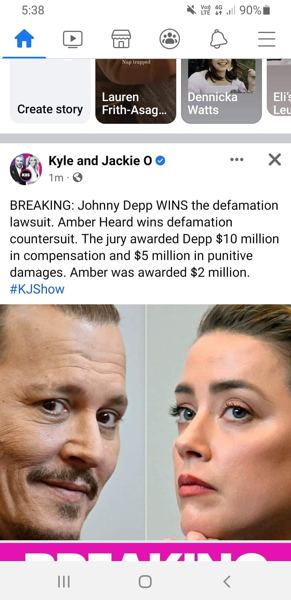 5:38
VoD
LTE
4G
90%
Nap trapped
Create story
Lauren
Frith-Asag...
Dennicka
Watts
Eli's
Leu
Kyle and Jackie O
1m
BREAKING: Johnny Depp WINS the defamation
lawsuit. Amber Heard wins defamation
countersuit. The jury awarded Depp $10 million
in compensation and $5 million in punitive
damages. Amber was awarded $2 million.
#KJShow
BREAKING